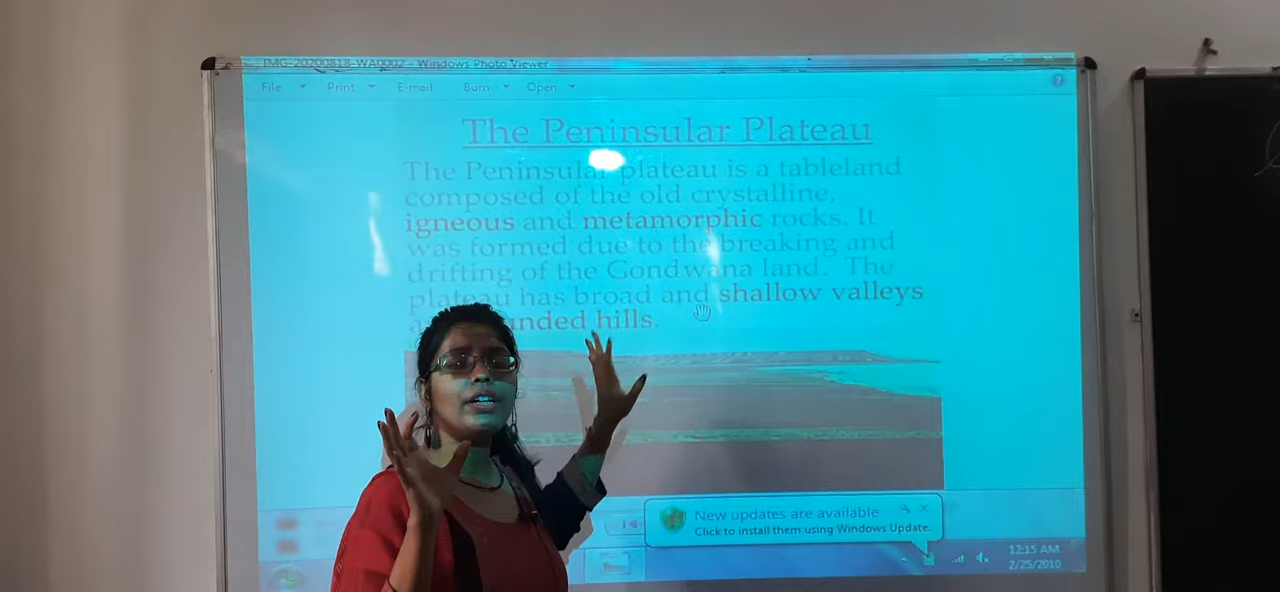 IMG-20200818-WA0002 - Windows Photo Viewer
File Print E-mail Burn Open
The Peninsular Plateau
The Peninsular plateau is a tableland
composed of the old crystalline,
igneous and metamorphic rocks. It
was formed due to the breaking and
drifting of the Gondwana land. The
plateau has broad and shallow valleys
hills.
New updates are available
Click to install them using Windows Update.
12:15 AM
2/25/2010